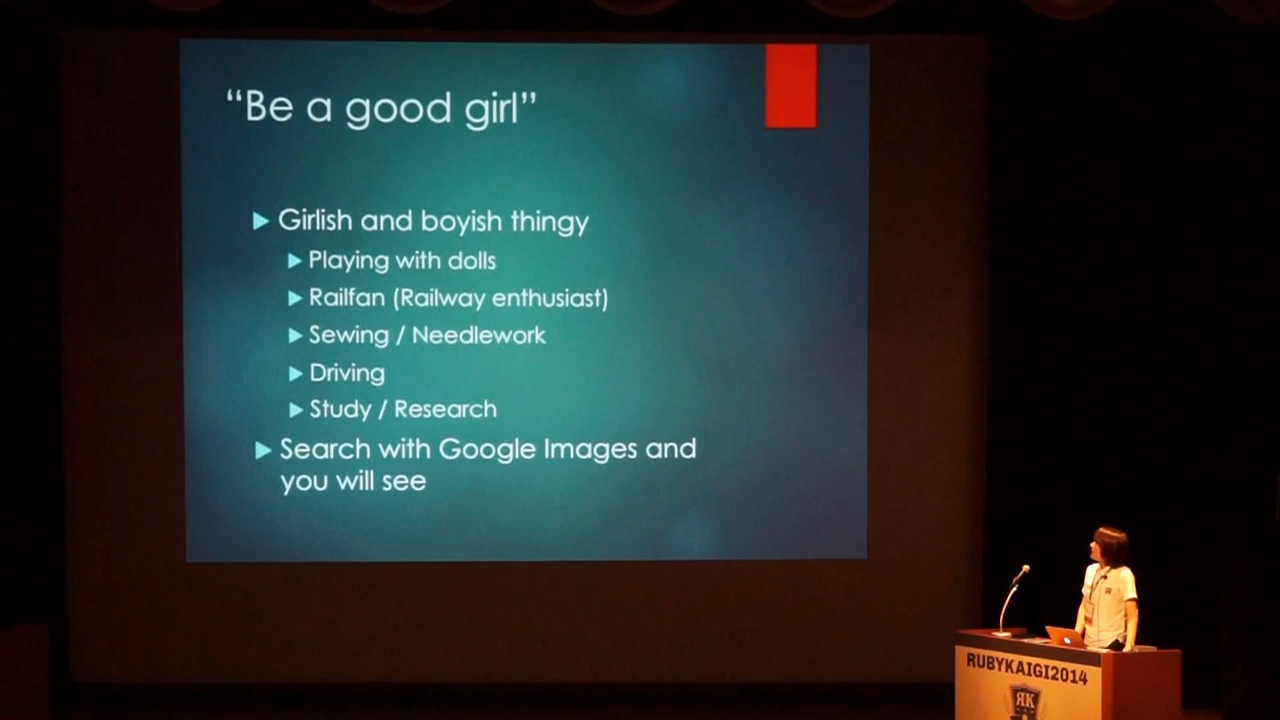 “Be a good girl”
Girlish and boyish thingy
Playing with dolls
Railfan (Railway enthusiast)
Sewing / Needlework
Driving
Study / Research
Search with Google Images and
you will see
RUBYKAIGI2014
RK